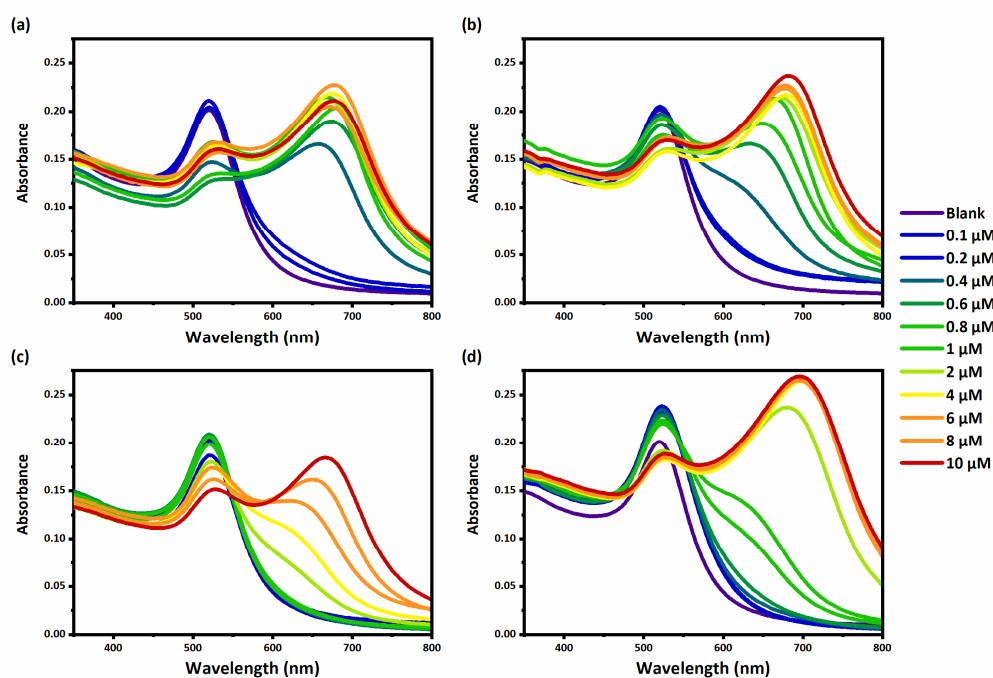 (a)
(b)
0.25
0.20
0.15
0.10
0.05
0.00
Absorbance
400
500
600
700
800
Wavelength (nm)
0.25
0.20
0.15
0.10
0.05
0.00
Absorbance
400
500
600
700
800
Wavelength (nm)
Blank
0.1 µM
0.2 µM
0.4 µM
0.6 µM
0.8 µM
1 µM
2 µM
4 µM
6 µM
8 µM
10 µM
(c)
(d)
0.25
0.20
0.15
0.10
0.05
0.00
Absorbance
400
500
600
700
800
Wavelength (nm)
0.25
0.20
0.15
0.10
0.05
0.00
Absorbance
400
500
600
700
800
Wavelength (nm)